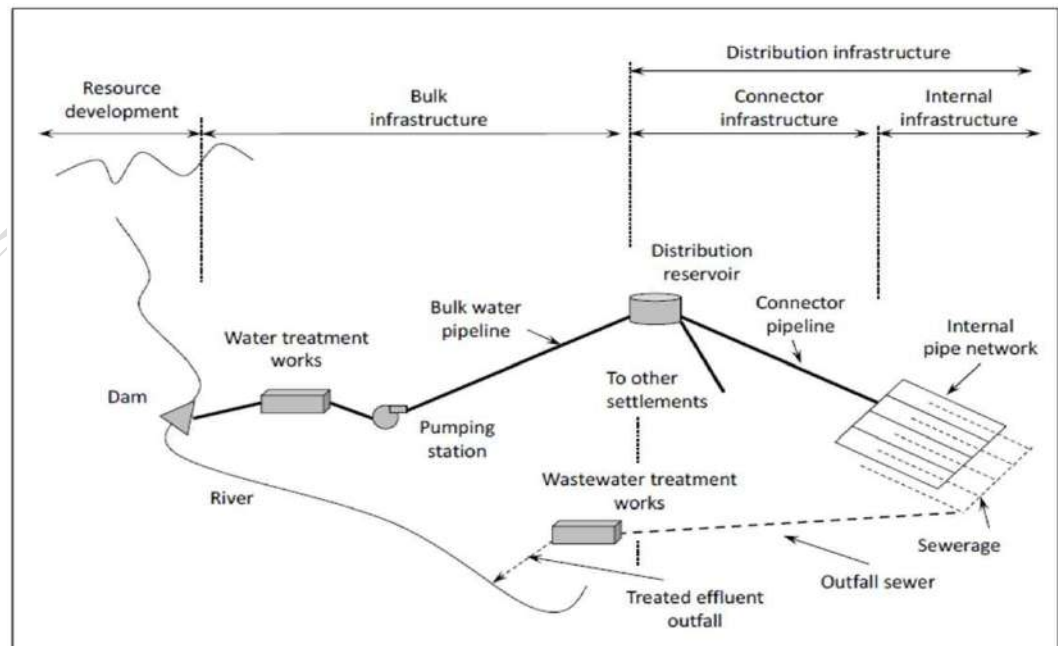 Distribution infrastructure
Resource
development
Bulk
infrastructure
Connector
infrastructure
Internal
infrastructure
Distribution
reservoir
Bulk water
pipeline
Connector
pipeline
Internal
pipe network
Water treatment
works
To other
settlements
Dam
Pumping
station
Wastewater treatment
works
River
Sewerage
Outfall sewer
Treated effluent
outfall